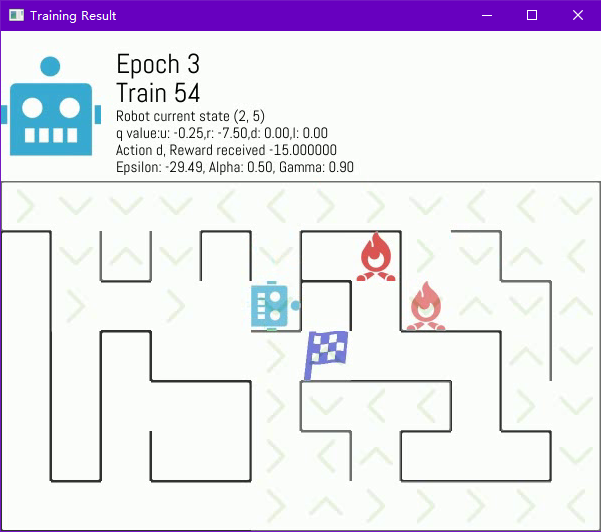 Training Result
Epoch 3
Train 54
Robot current state (2, 5)
q value:u: -0.25,r: -7.50,d: 0.00,l: 0.00
Action d, Reward received -15.000000
Epsilon: -29.49, Alpha: 0.50, Gamma: 0.90